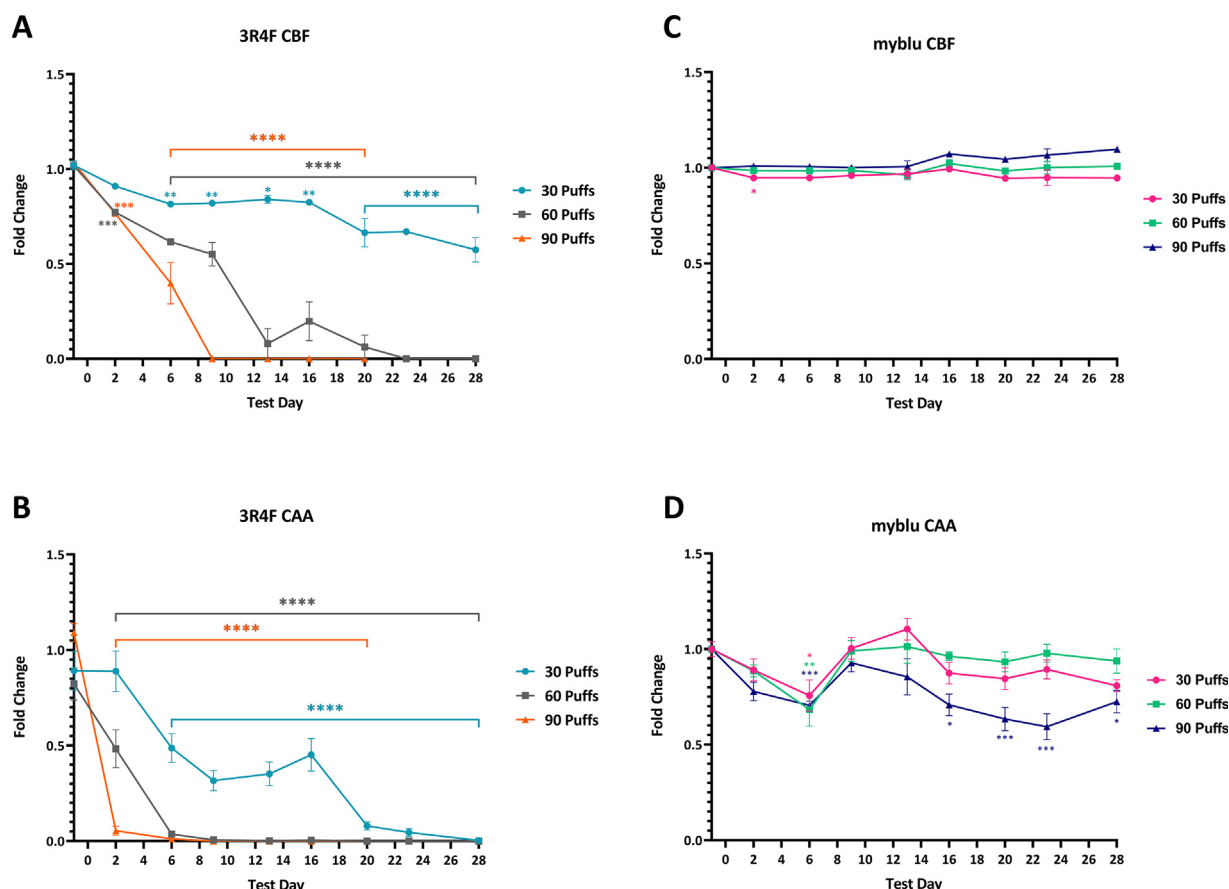 A
3R4F CBF
1.5
1.0
0.5
0.0
Fold Change
****
****
****
**
**
*
**
***
***
0 2 4 6 8 10 12 14 16 18 20 22 24 26 28
Test Day
30 Puffs
60 Puffs
90 Puffs
C
myblu CBF
1.5
1.0
0.5
0.0
Fold Change
*
0 2 4 6 8 10 12 14 16 18 20 22 24 26 28
Test Day
30 Puffs
60 Puffs
90 Puffs
B
3R4F CAA
1.5
1.0
0.5
0.0
Fold Change
****
****
****
0 2 4 6 8 10 12 14 16 18 20 22 24 26 28
Test Day
30 Puffs
60 Puffs
90 Puffs
D
myblu CAA
1.5
1.0
0.5
0.0
Fold Change
*
**
***
*
***
***
*
0 2 4 6 8 10 12 14 16 18 20 22 24 26 28
Test Day
30 Puffs
60 Puffs
90 Puffs